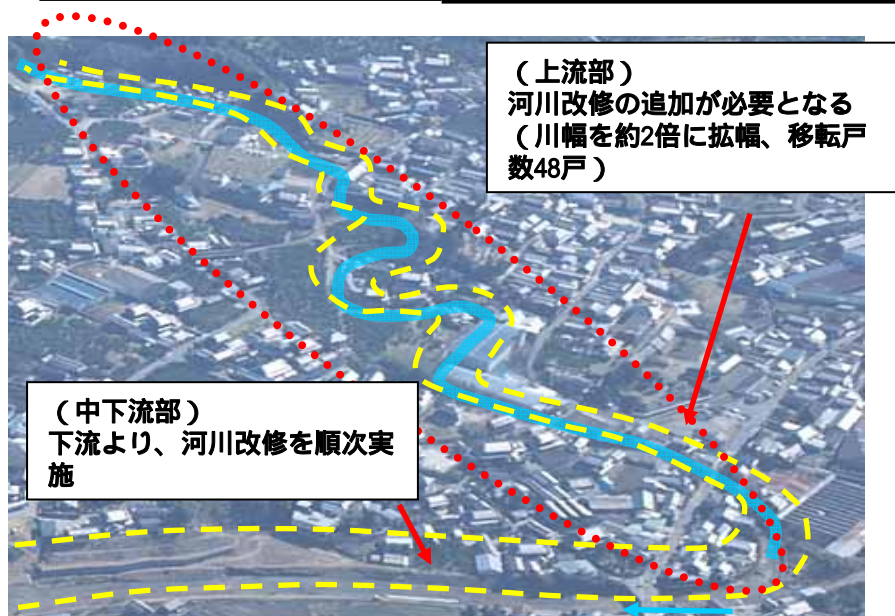 （上流部）
河川改修の追加が必要となる
（川幅を約2倍に拡幅、移転戸
数48戸）
（中下流部）
下流より、河川改修を順次実
施